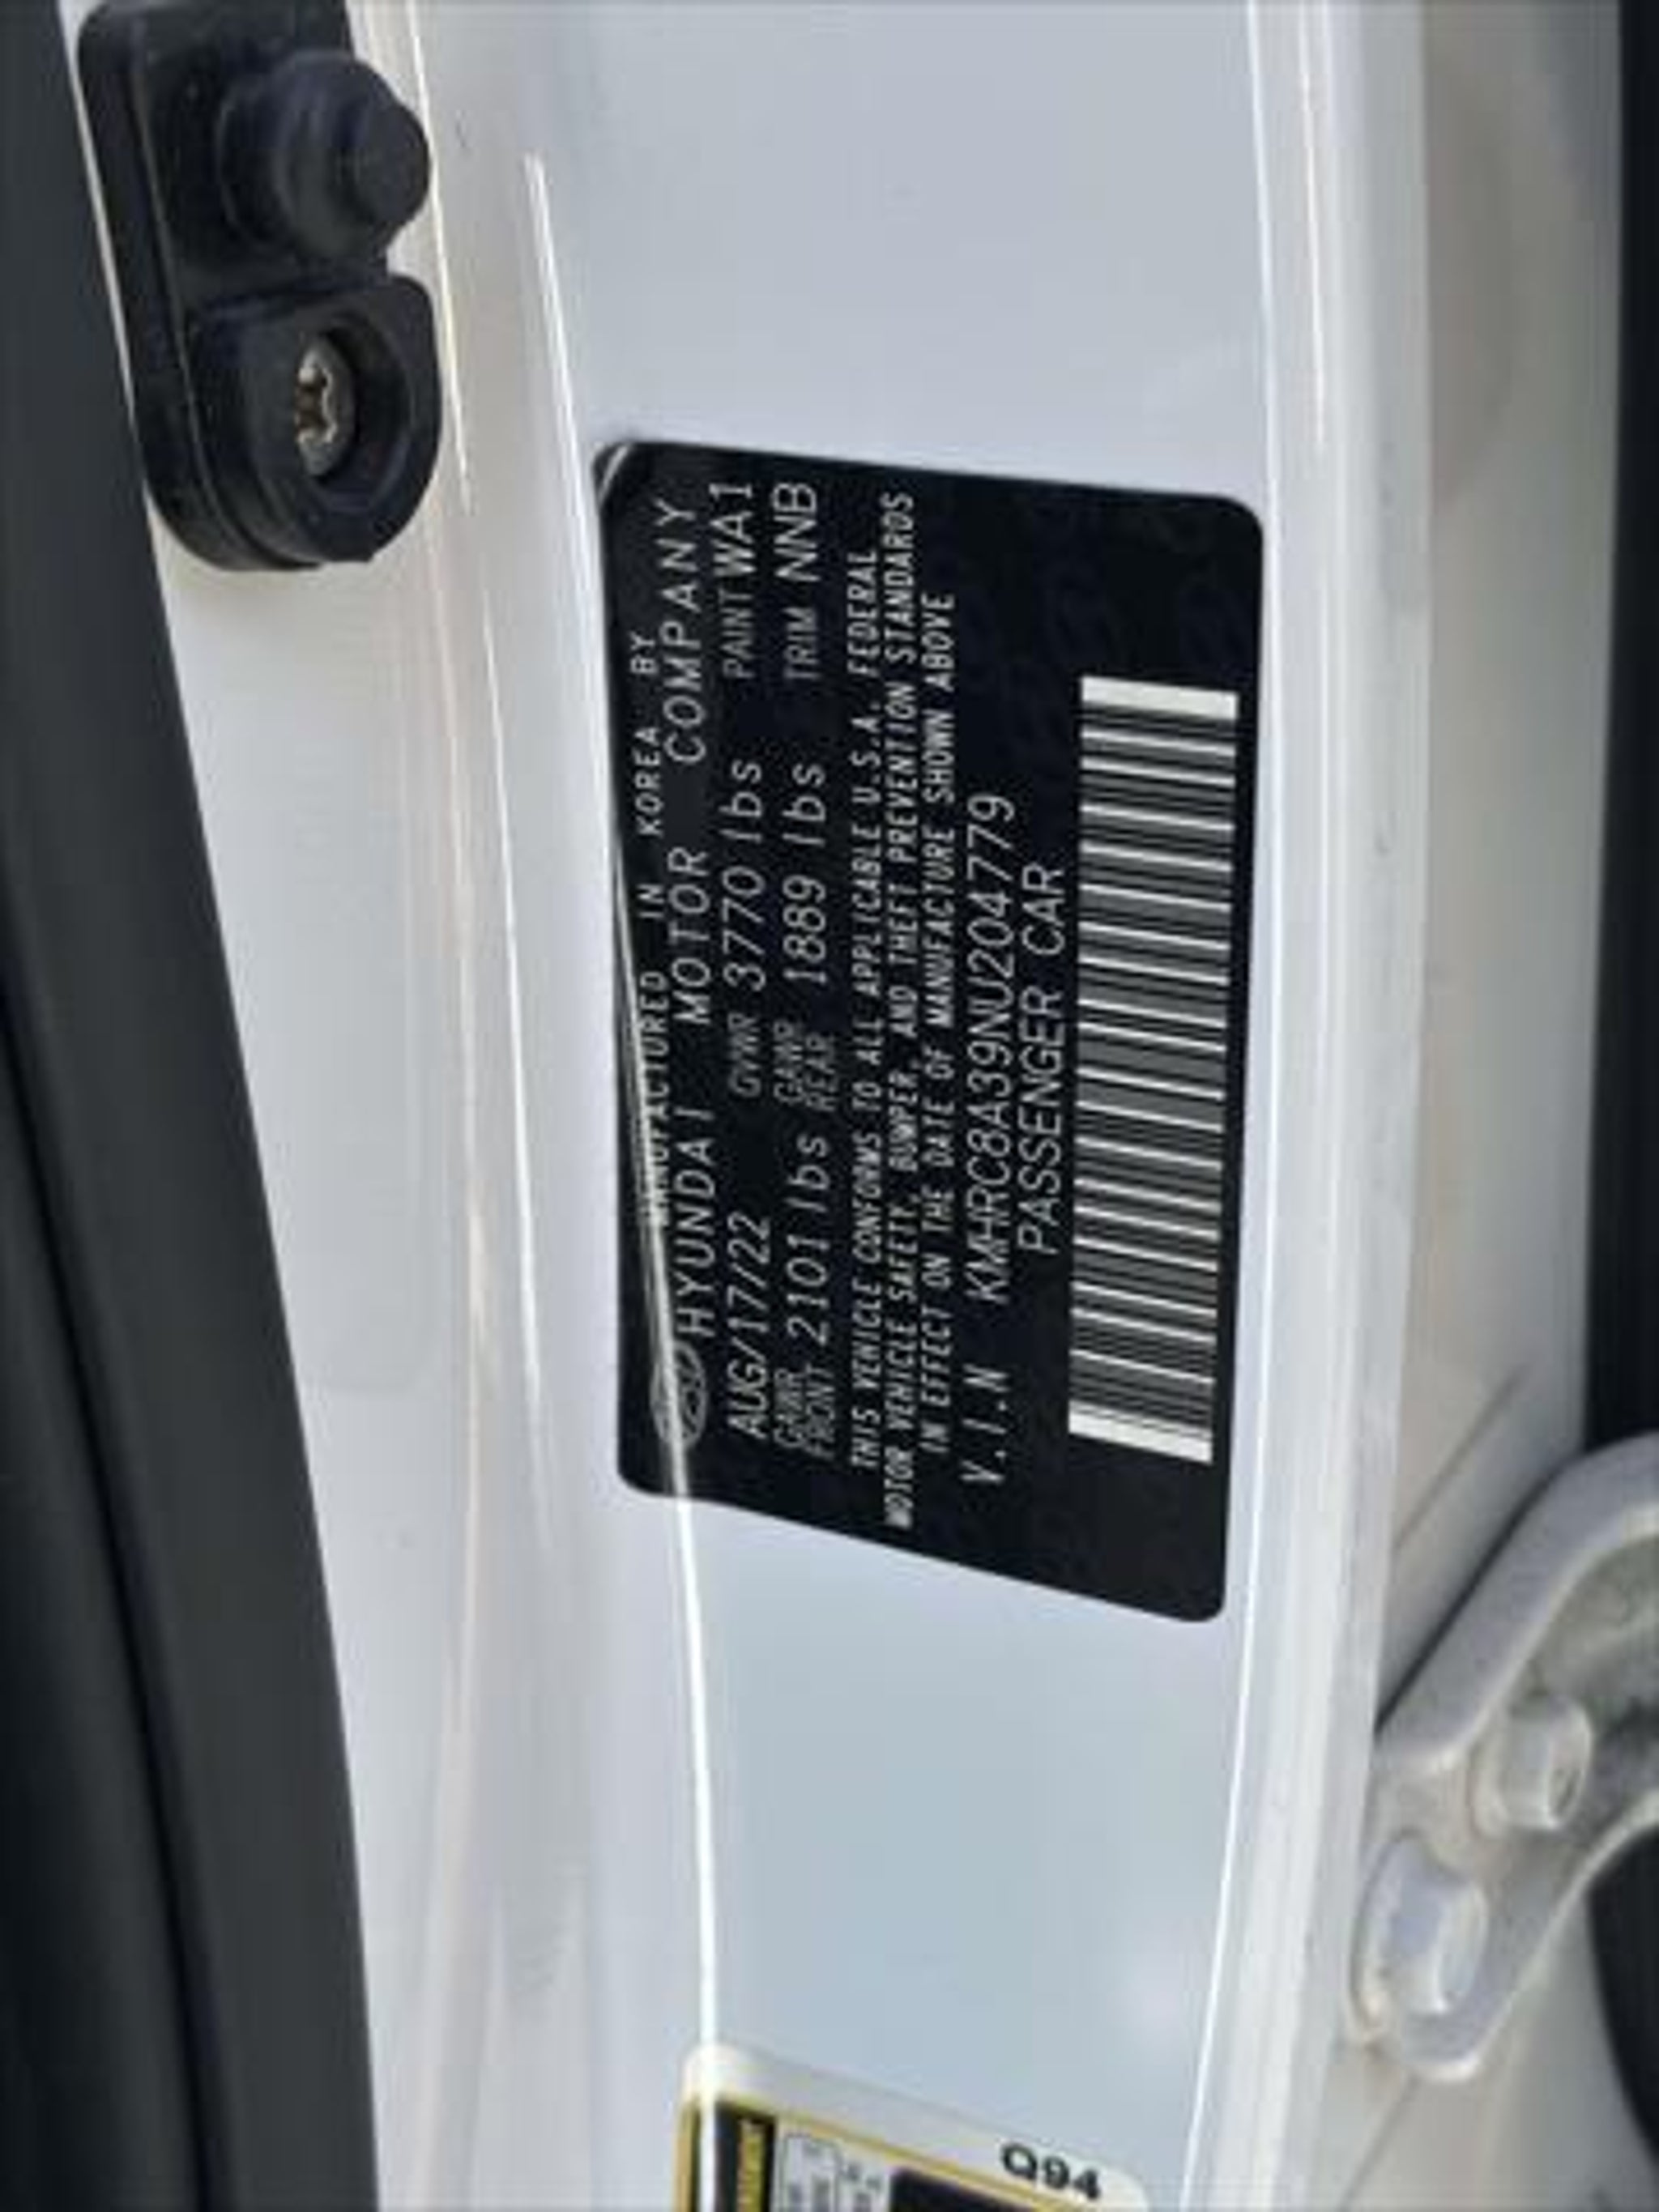 MANUFACTURED IN KOREA BY
HYUNDAI MOTOR COMPANY
AUG/17/22 GVWR 3770 lbs PAINT WA1
GAWR FRONT 2101 lbs GAWR REAR 1889 lbs TRIM NNB
THIS VEHICLE CONFORMS TO ALL APPLICABLE U.S.A. FEDERAL
MOTOR VEHICLE SAFETY, BUMPER, AND THEFT PREVENTION STANDARDS
IN EFFECT ON THE DATE OF MANUFACTURE SHOWN ABOVE
V.I.N KMHRC8A39NU204779
PASSENGER CAR
Q94